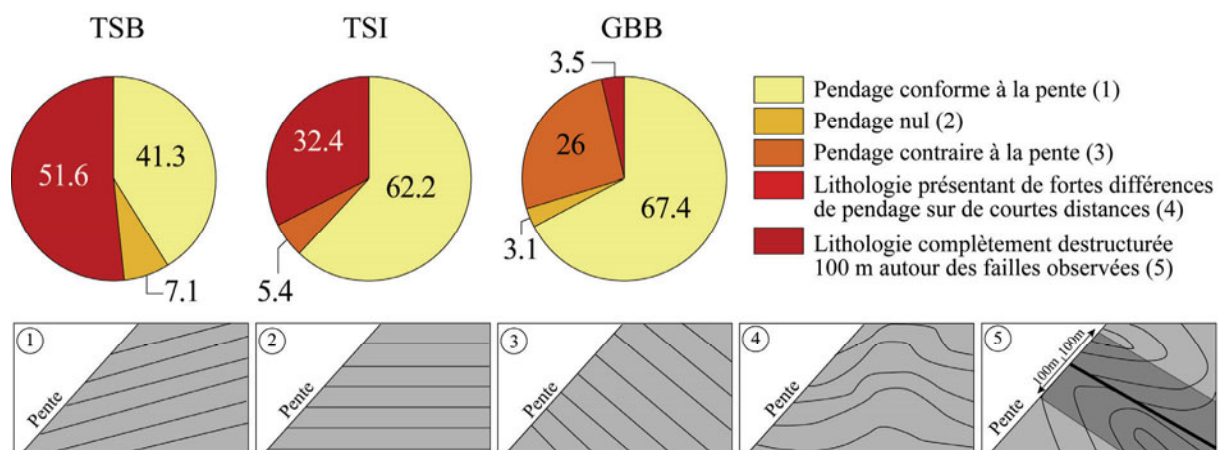 TSB
TSI
GBB
51.6
41.3
7.1
32.4
62.2
5.4
3.5
26
67.4
3.1
Pendage conforme à la pente (1)
Pendage nul (2)
Pendage contraire à la pente (3)
Lithologie présentant de fortes différences
de pendage sur de courtes distances (4)
Lithologie complètement destructurée
100 m autour des failles observées (5)
1
Pente
2
Pente
3
Pente
4
Pente
5
100m 100m
Pente